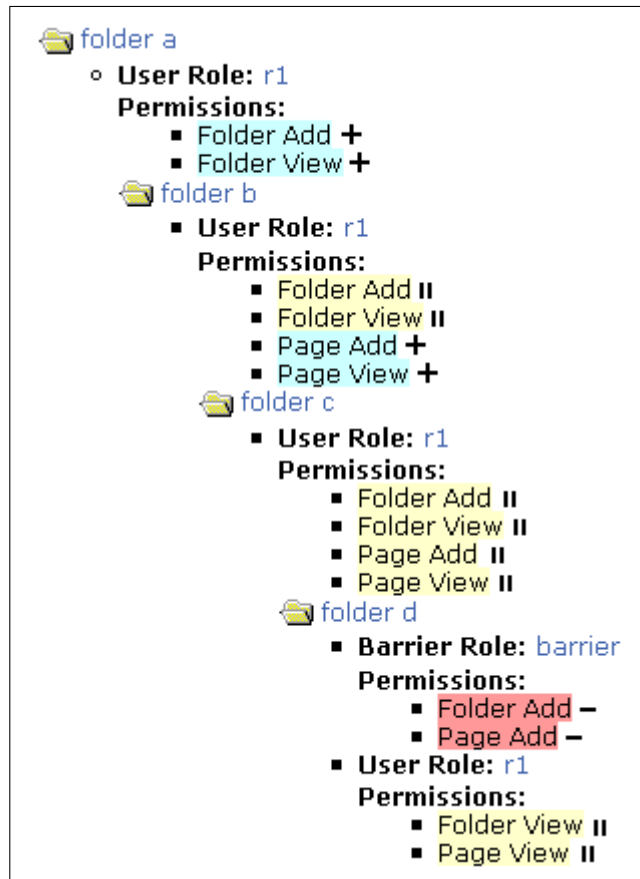 folder a
User Role: r1
Permissions:
Folder Add +
Folder View +
folder b
User Role: r1
Permissions:
Folder Add II
Folder View II
Page Add +
Page View +
folder c
User Role: r1
Permissions:
Folder Add II
Folder View II
Page Add II
Page View II
folder d
Barrier Role: barrier
Permissions:
Folder Add −
Page Add −
User Role: r1
Permissions:
Folder View II
Page View II